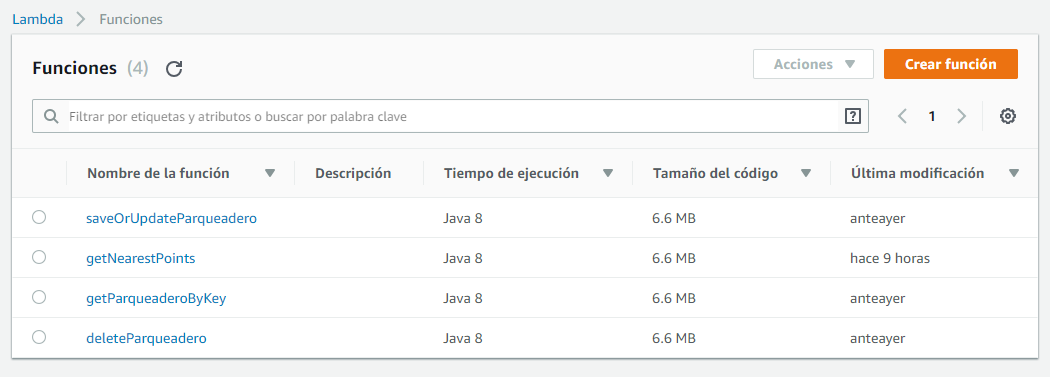 Lambda > Funciones
Funciones (4) Acciones Crear función
Filtrar por etiquetas y atributos o buscar por palabra clave ? < 1 >
Nombre de la función Descripción Tiempo de ejecución Tamaño del código Última modificación
saveOrUpdateParqueadero Java 8 6.6 MB anteayer
getNearestPoints Java 8 6.6 MB hace 9 horas
getParqueaderoByKey Java 8 6.6 MB anteayer
deleteParqueadero Java 8 6.6 MB anteayer